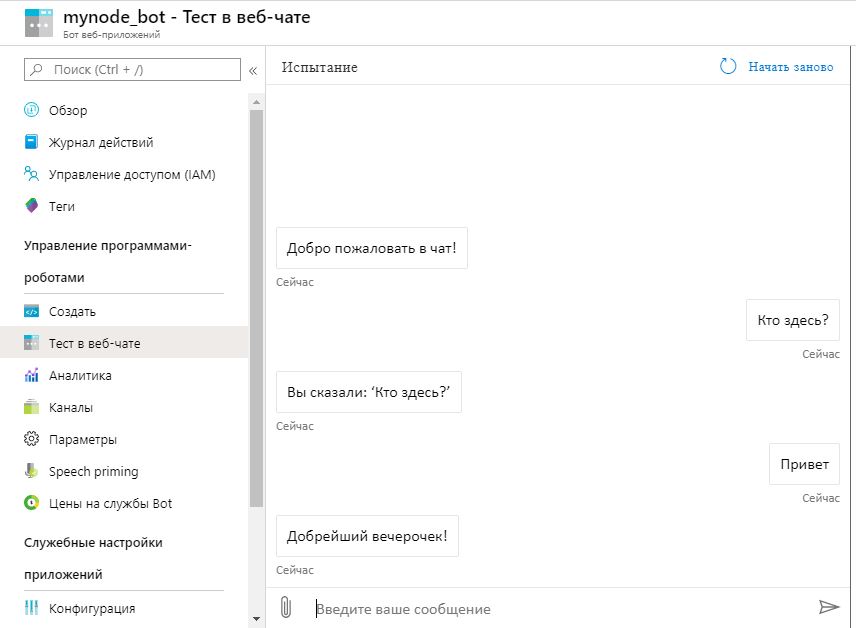 mynode_bot - Тест в веб-чате
Бот веб-приложений
Поиск (Ctrl + /)
«
Обзор
Журнал действий
Управление доступом (IAM)
Теги
Управление программами-
роботами
Создать
Тест в веб-чате
Аналитика
Каналы
Параметры
Speech priming
Цены на службы Bot
Служебные настройки
приложений
Конфигурация
Испытание
Начать заново
Добро пожаловать в чат!
Сейчас
Кто здесь?
Сейчас
Вы сказали: ‘Кто здесь?’
Сейчас
Привет
Сейчас
Добрейший вечерочек!
Сейчас
Введите ваше сообщение